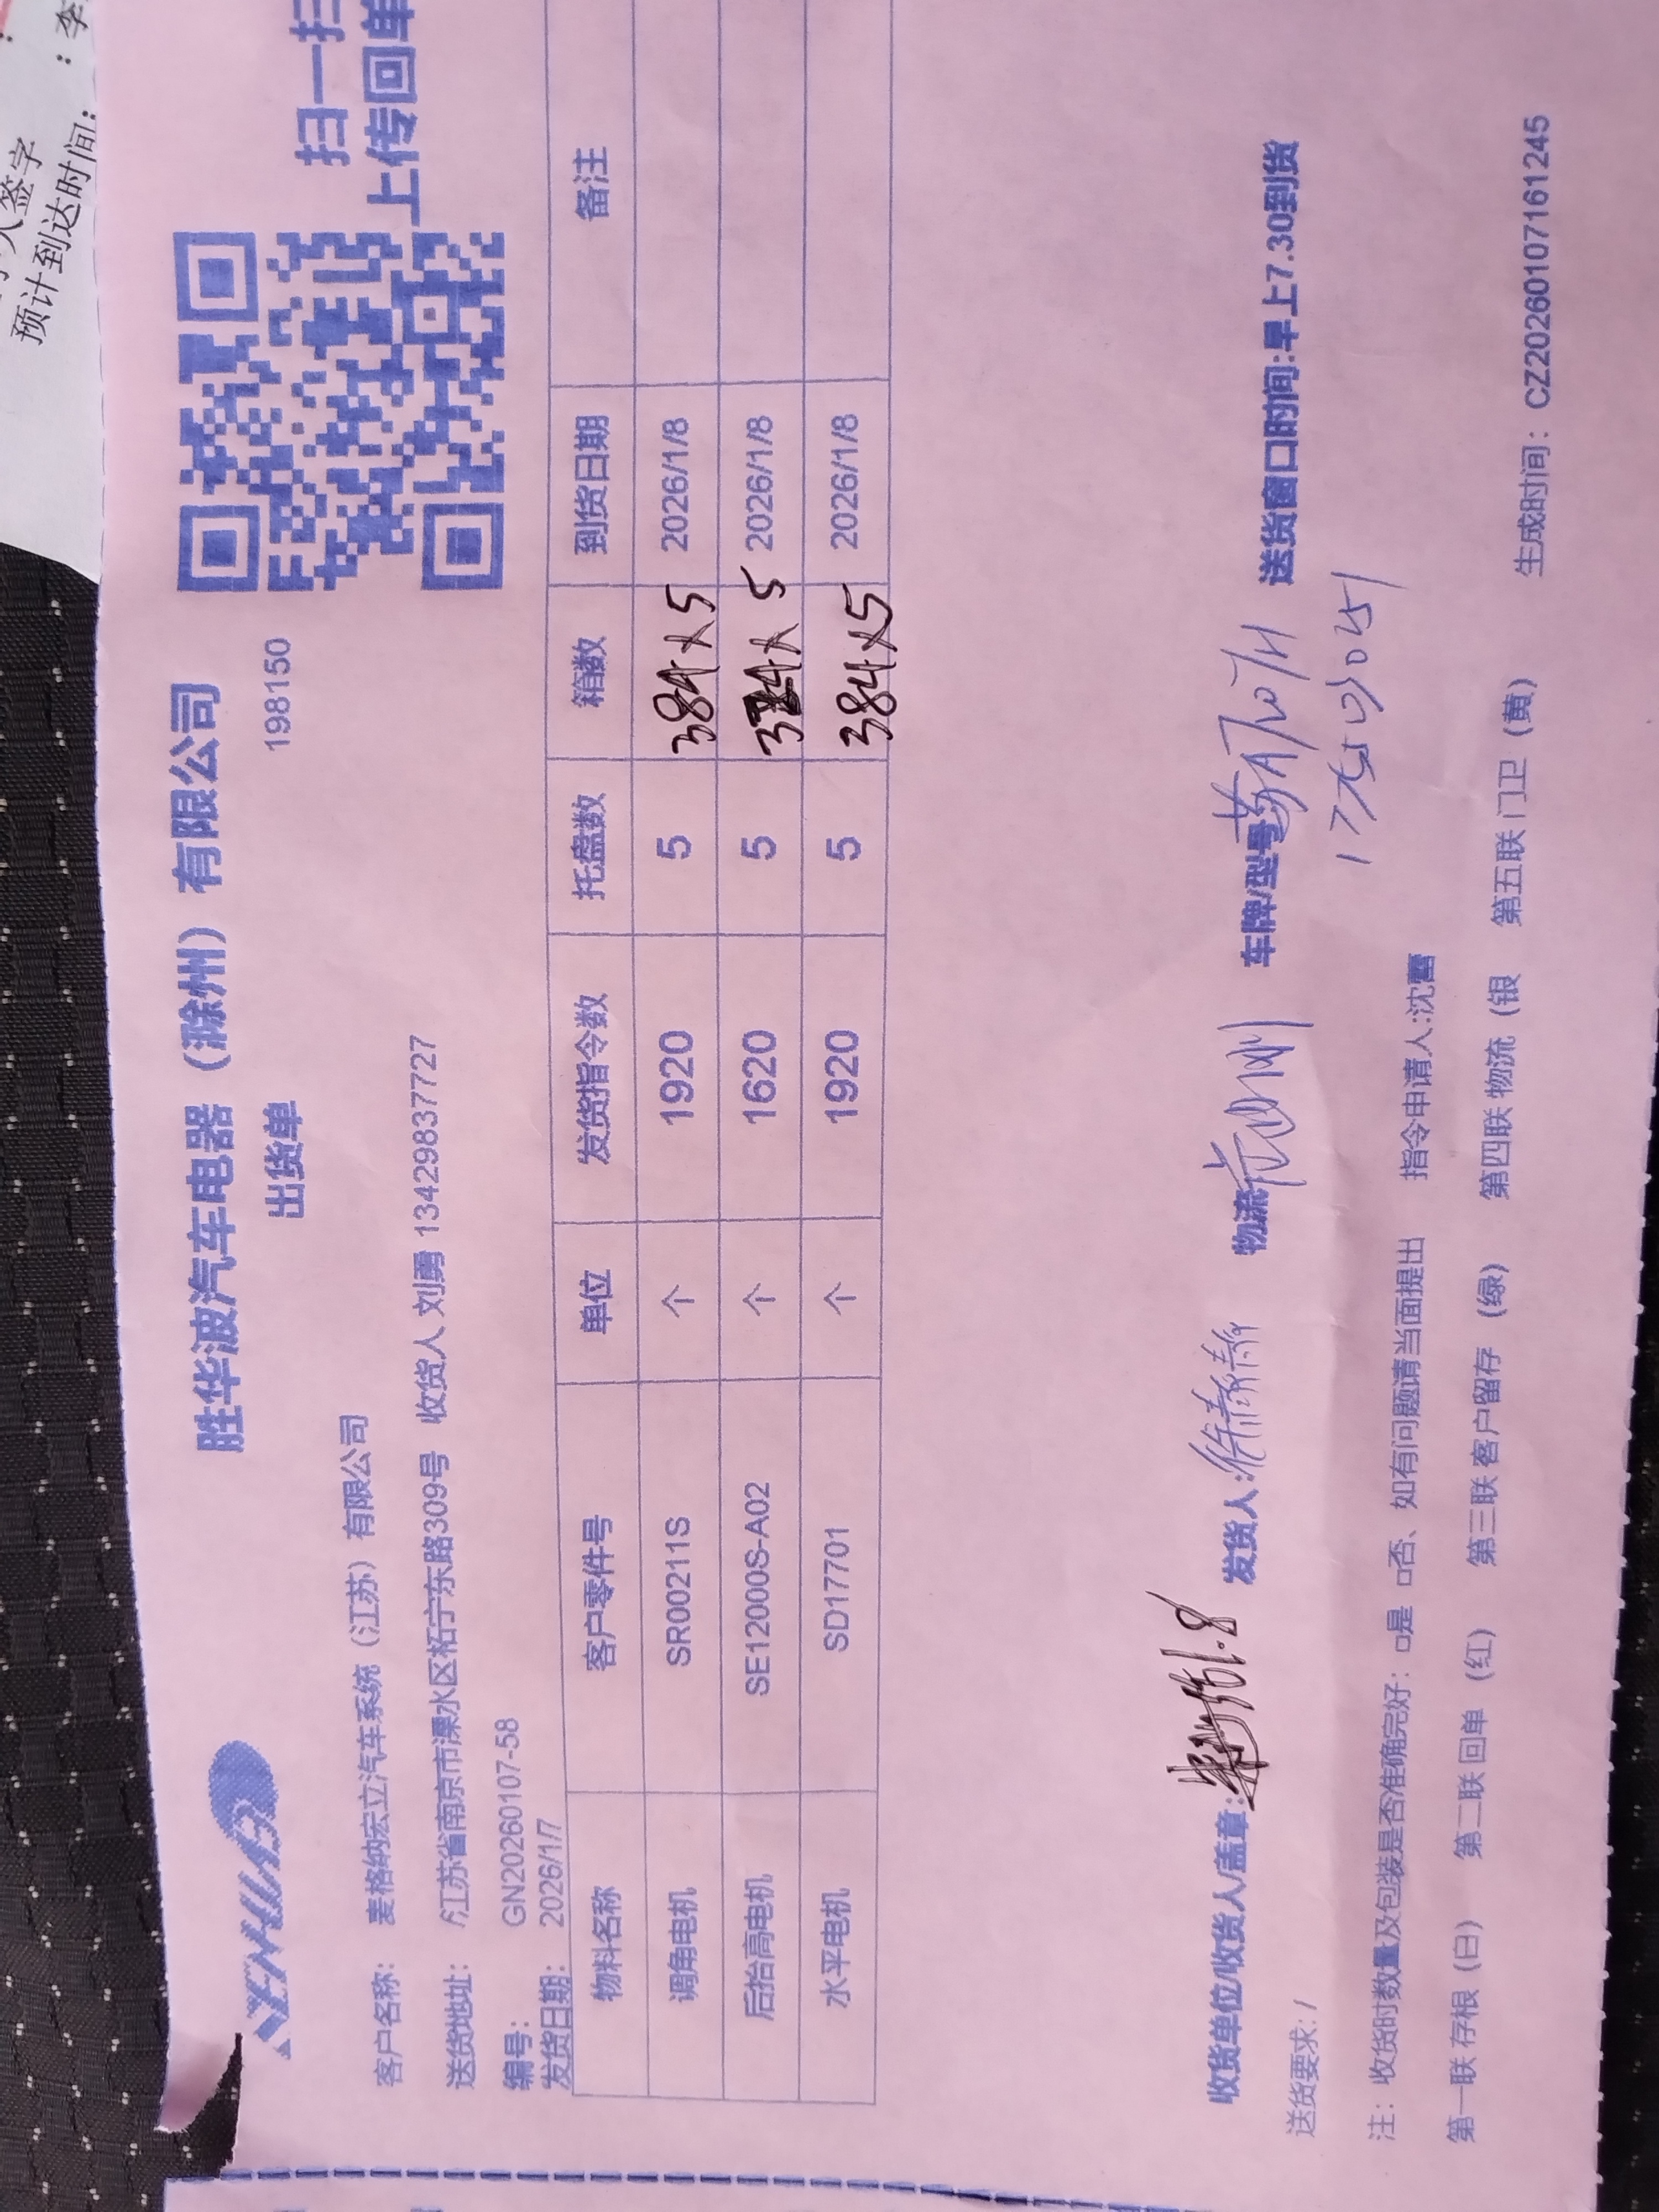 签字
预计到达时间：
：李
SHENHUABO
胜华波汽车电器（滁州）有限公司
出货单
198150
扫一扫
上传回单
客户名称： 麦格纳宏立汽车系统（江苏）有限公司
送货地址： 江苏省南京市溧水区柘宁东路309号 收货人 刘勇 13429837727
编号： GN20260107-58
发货日期： 2026/1/7
物料名称 客户零件号 单位 发货指令数 托盘数 箱数 到货日期 备注
调角电机 SR00211S 个 1920 5 384×5 2026/1/8
后抬高电机 SE12000S-A02 个 1620 5 324×5 2026/1/8
水平电机 SD17701 个 1920 5 384×5 2026/1/8
收货单位/收货人/盖章： 1.8 发货人： 物流 车牌/型号 送货窗口时间:早上7.30到货
送货要求: /
注： 收货时数量及包装是否准确完好：□是 □否、如有问题请当面提出 指令申请人:沈蕾
第一联 存根（白） 第二联 回单（红） 第三联 客户留存（绿） 第四联 物流（银 第五联 门卫（黄） 生成时间：CZ20260107161245